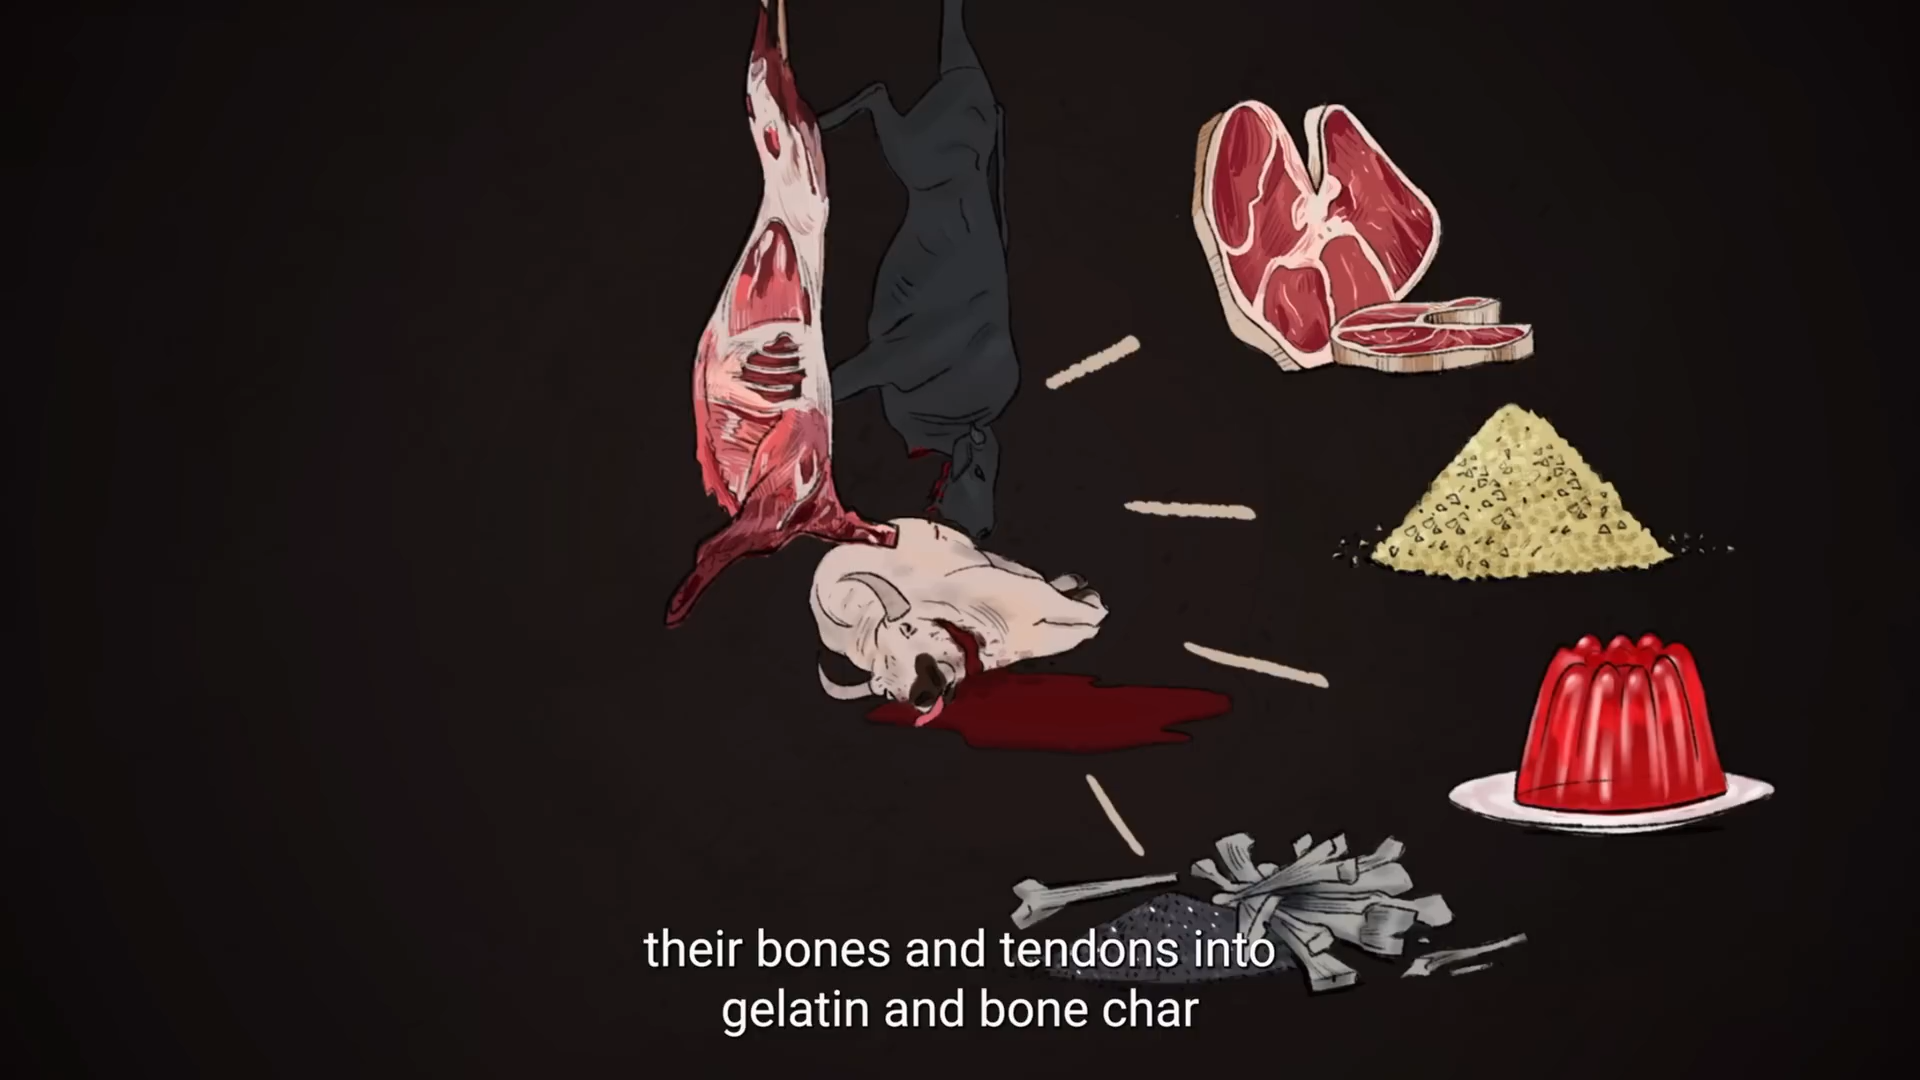 their bones and tendons into
gelatin and bone char